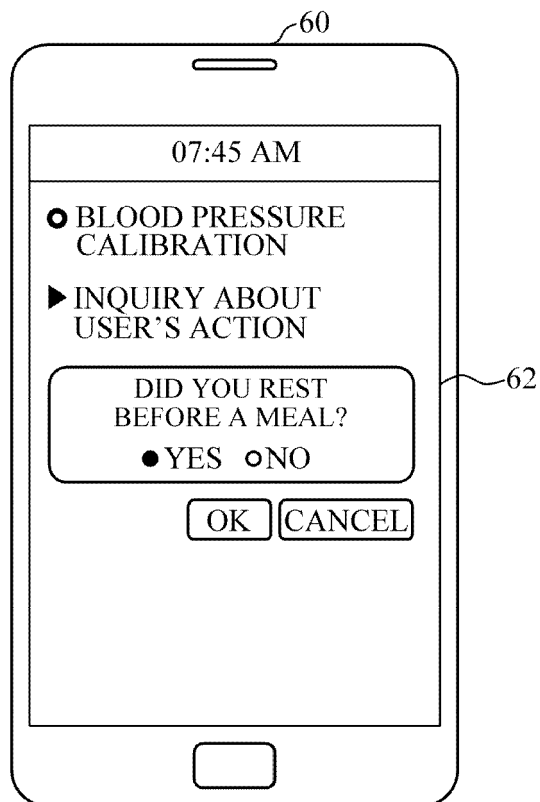 60
07:45 AM
BLOOD PRESSURE
CALIBRATION
INQUIRY ABOUT
USER'S ACTION
62
DID YOU REST
BEFORE A MEAL?
YES NO
OK CANCEL